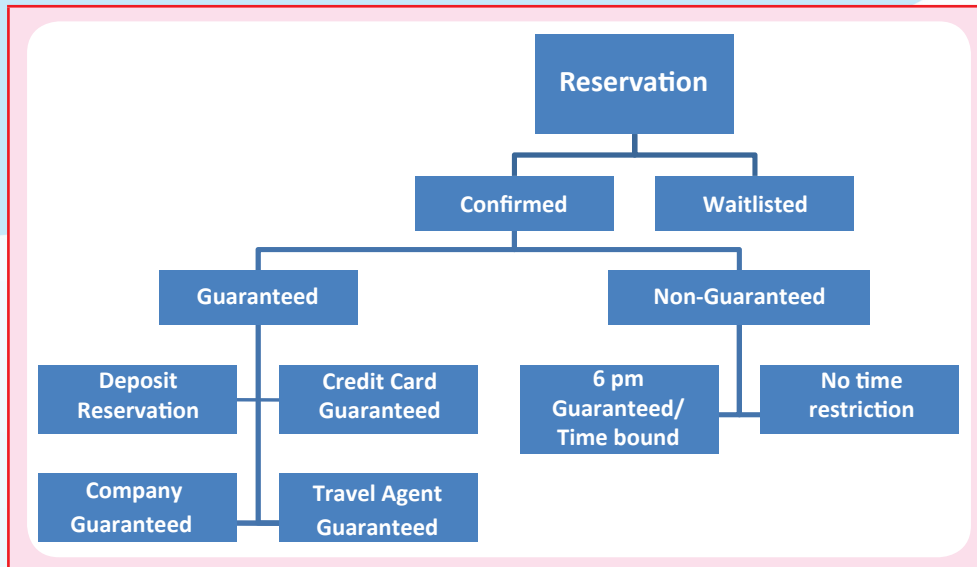 Reservation
Confirmed
Waitlisted
Guaranteed
Non-Guaranteed
Deposit
Reservation
Credit Card
Guaranteed
6 pm
Guaranteed/
Time bound
No time
restriction
Company
Guaranteed
Travel Agent
Guaranteed